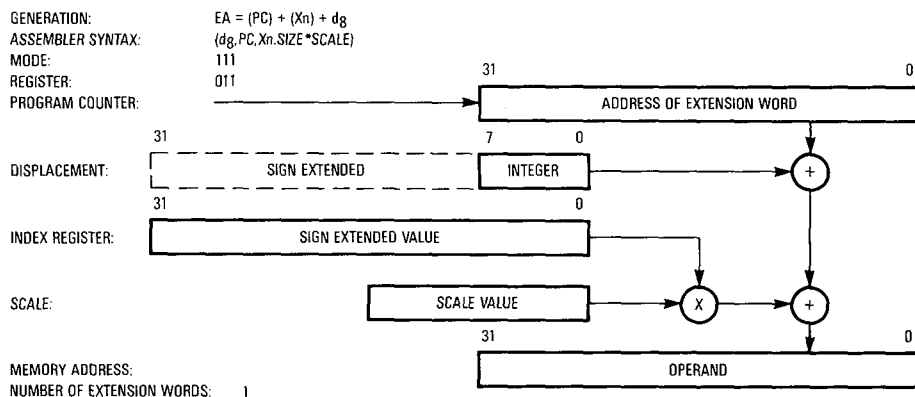 GENERATION: EA = (PC) + (Xn) + d8
ASSEMBLER SYNTAX: (d8,PC,Xn.SIZE*SCALE)
MODE: 111
REGISTER: 011
31 0
PROGRAM COUNTER: ADDRESS OF EXTENSION WORD
31 7 0
DISPLACEMENT: SIGN EXTENDED INTEGER +
31 0
INDEX REGISTER: SIGN EXTENDED VALUE
SCALE: SCALE VALUE X +
31 0
MEMORY ADDRESS: OPERAND
NUMBER OF EXTENSION WORDS: 1